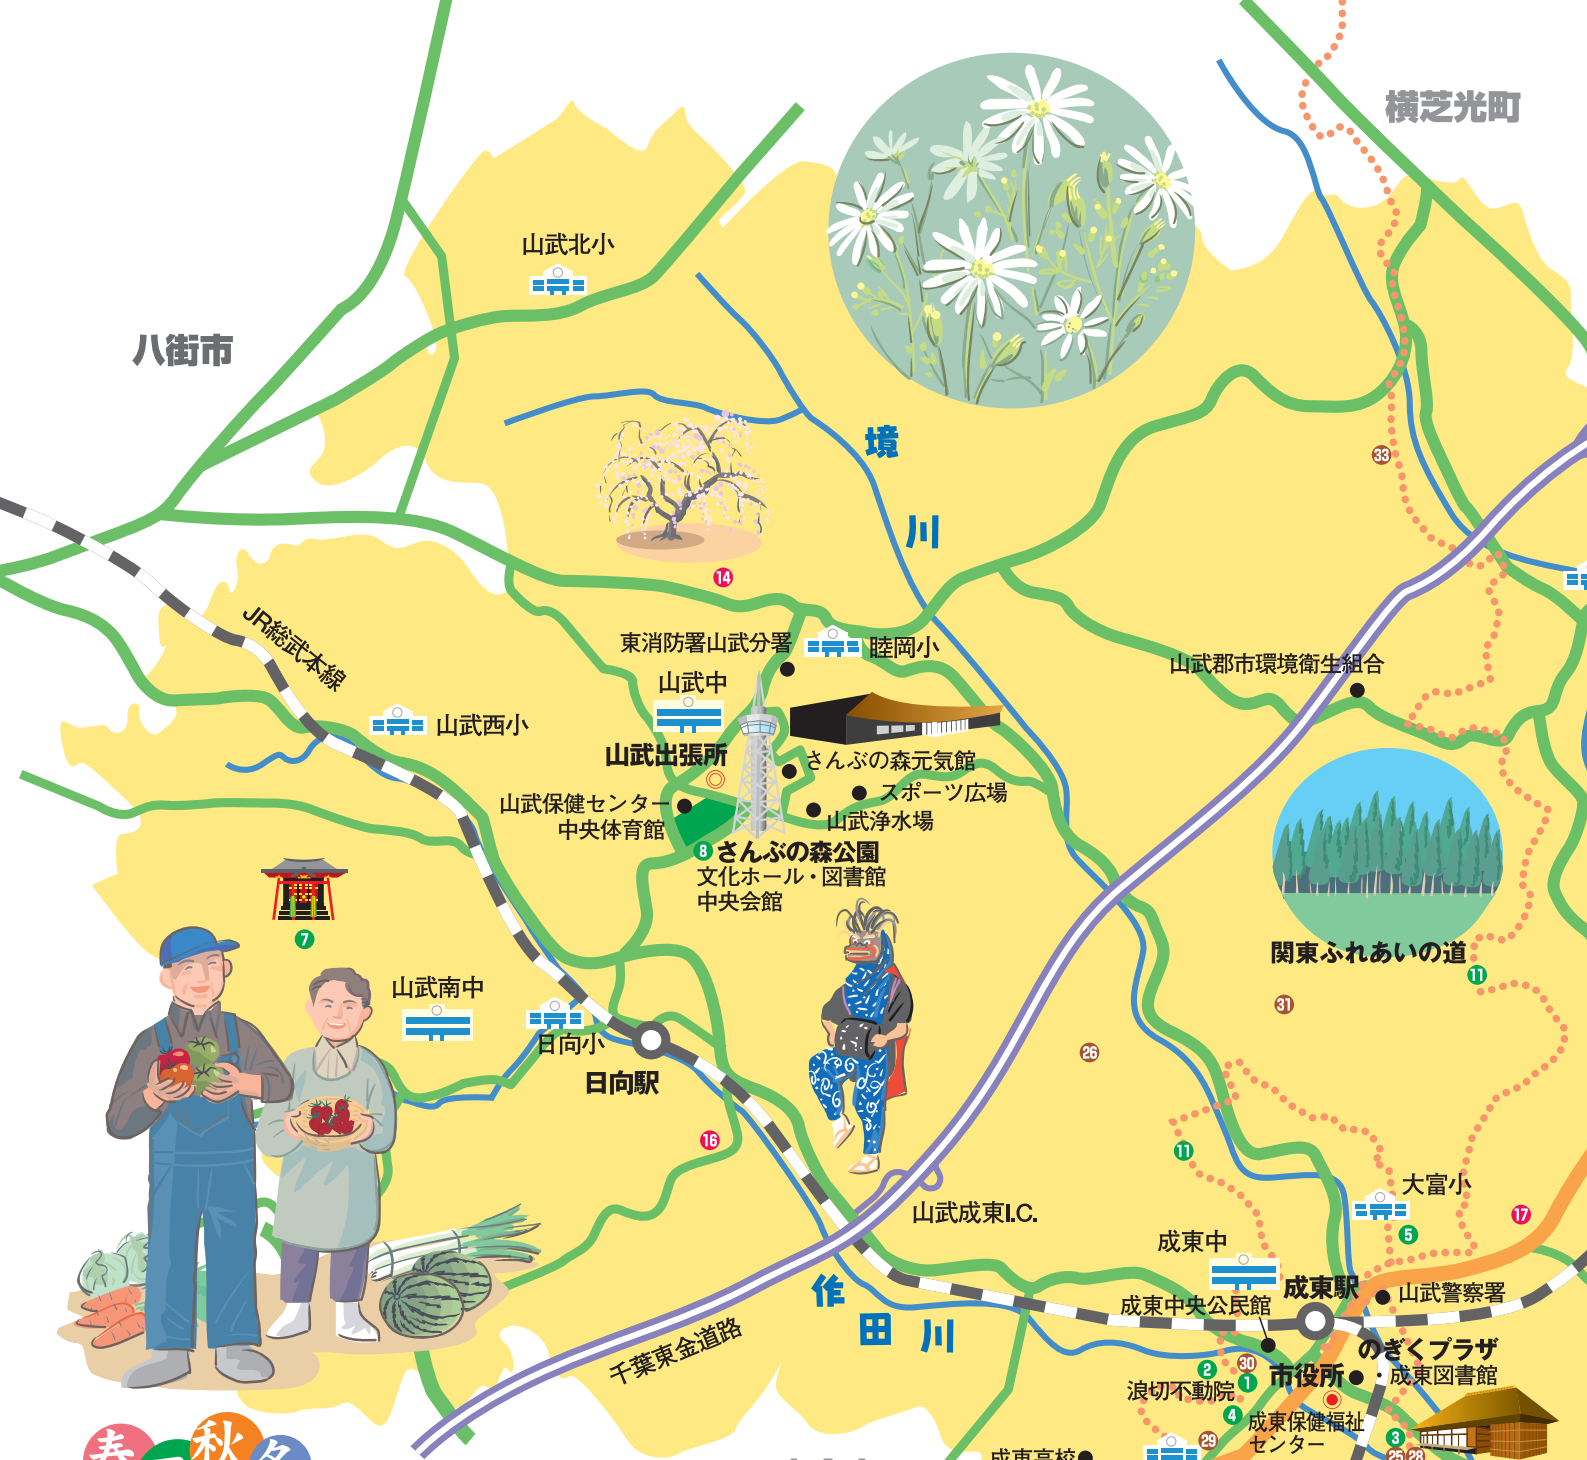 横芝光町
山武北小
八街市
境
川
33
14
JR総武本線
東消防署山武分署
睦岡小
山武中
山武郡市環境衛生組合
山武西小
山武出張所
さんぶの森元気館
スポーツ広場
山武保健センター
中央体育館
山武浄水場
8 さんぶの森公園
文化ホール・図書館
中央会館
7
関東ふれあいの道
11
31
山武南中
日向小
26
日向駅
16
11
大富小
17
山武成東I.C.
5
成東中
作
田
川
成東駅
山武警察署
成東中央公民館
千葉東金道路
のぎくプラザ
・成東図書館
2
30
1
市役所
浪切不動院
4
成東保健福祉
センター
29
3
25
28
成東高校
春
秋
冬